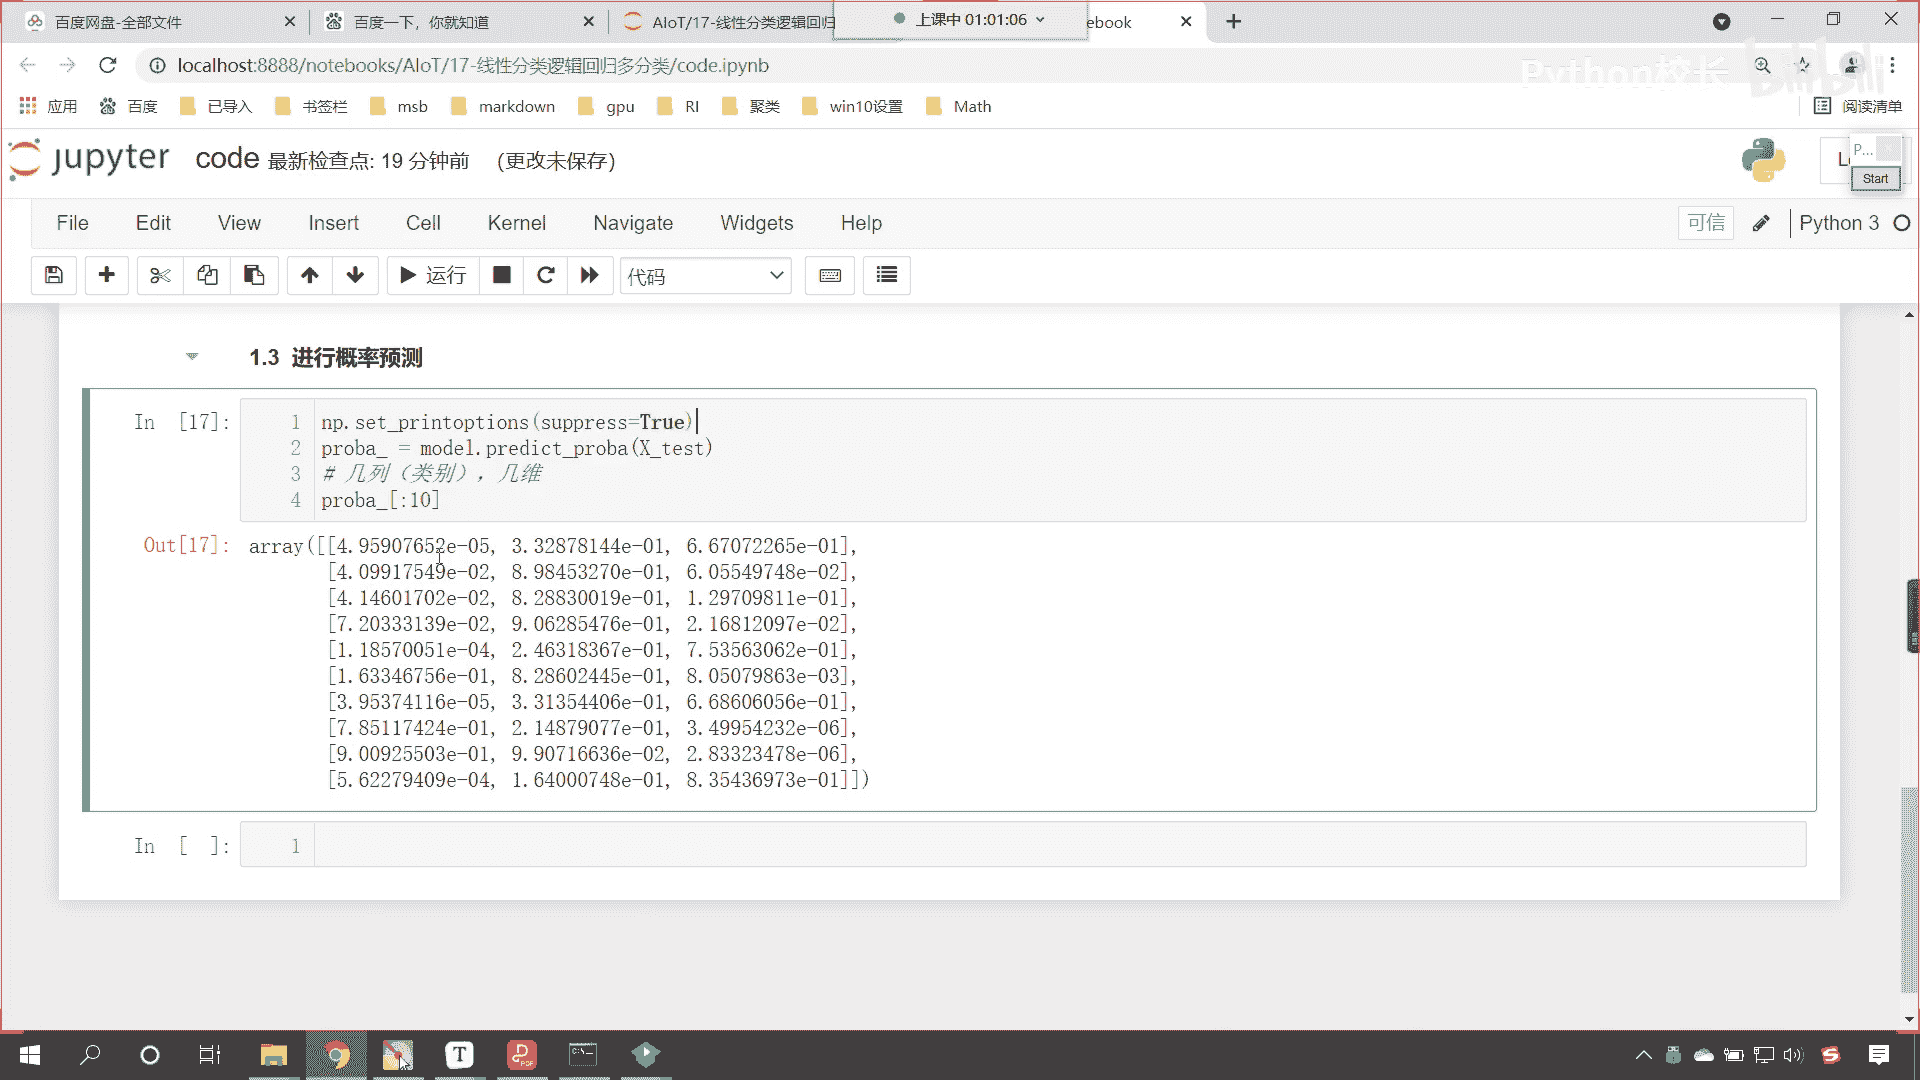 百度网盘-全部文件
百度一下，你就知道
AIoT/17-线性分类逻辑回归
上课中 01:01:06
ebook
localhost:8888/notebooks/AIoT/17-线性分类逻辑回归多分类/code.ipynb
Python校长
bilibili
应用 百度 已导入 书签栏 msb markdown gpu RI 聚类 win10设置 Math 阅读清单
jupyter code 最新检查点: 19 分钟前 (更改未保存)
P...
Start
File Edit View Insert Cell Kernel Navigate Widgets Help 可信 Python 3
运行 代码
1.3 进行概率预测
In [17]:
1 np.set_printoptions(suppress=True)
2 proba_ = model.predict_proba(X_test)
3 # 几列（类别），几维
4 proba_[:10]
Out[17]: array([[4.95907652e-05, 3.32878144e-01, 6.67072265e-01],
[4.09917549e-02, 8.98453270e-01, 6.05549748e-02],
[4.14601702e-02, 8.28830019e-01, 1.29709811e-01],
[7.20333139e-02, 9.06285476e-01, 2.16812097e-02],
[1.18570051e-04, 2.46318367e-01, 7.53563062e-01],
[1.63346756e-01, 8.28602445e-01, 8.05079863e-03],
[3.95374116e-05, 3.31354406e-01, 6.68606056e-01],
[7.85117424e-01, 2.14879077e-01, 3.49954232e-06],
[9.00925503e-01, 9.90716636e-02, 2.83323478e-06],
[5.62279409e-04, 1.64000748e-01, 8.35436973e-01]])
In [ ]: 1